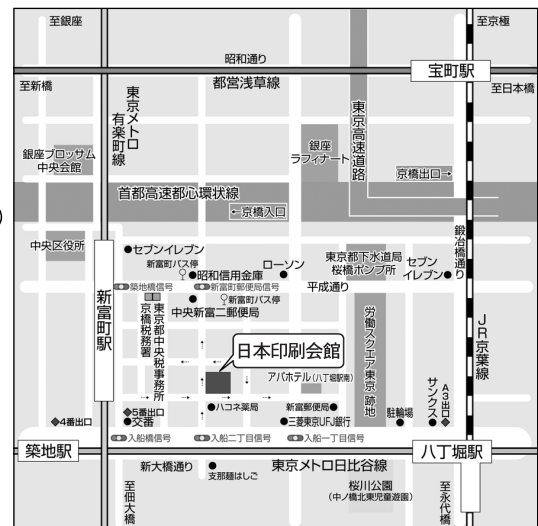 至銀座
至京極
昭和通り
宝町駅
至新橋
都営浅草線
至日本橋
東京メトロ
有楽町線
東京高速道路
銀座ブロッサム
中央会館
銀座
ラフィナート
京橋出口→
首都高速都心環状線
←京橋入口
鍛冶橋通り
中央区役所
セブンイレブン
新富町バス停
昭和信用金庫
ローソン
東京都下水道局
桜橋ポンプ所
セブン
イレブン
築地橋信号
新富町郵便局信号
平成通り
新富町バス停
中央新富二郵便局
新富町駅
東京都中央税事務所
京橋税務署
日本印刷会館
労働スクエア東京 跡地
JR京葉線
アパホテル(八丁堀駅南)
5番出口
ハコネ薬局
新富郵便局
駐輪場
サンクス
A3出口
4番出口
交番
三菱東京UFJ銀行
入船橋信号
入船二丁目信号
入船一丁目信号
築地駅
八丁堀駅
新大橋通り
東京メトロ日比谷線
支那麺はしご
至佃大橋
桜川公園
(中ノ橋北東児童遊園)
至永代橋